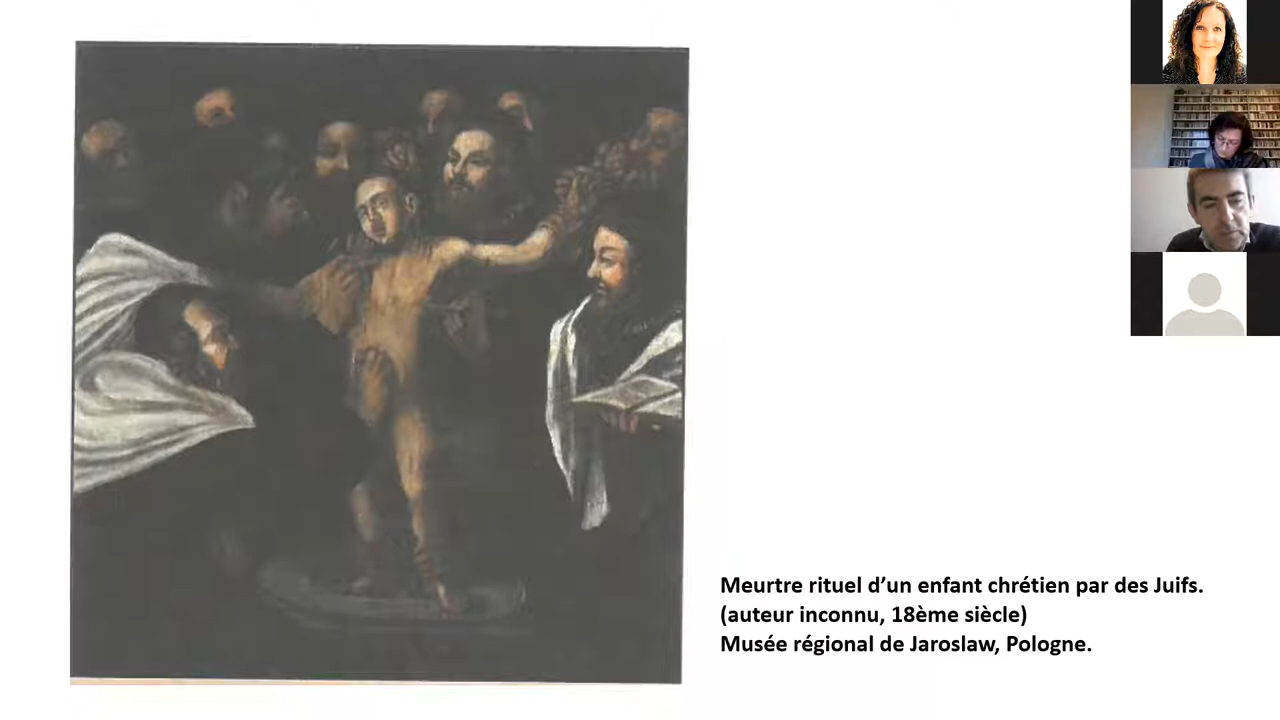 Meurtre rituel d’un enfant chrétien par des Juifs.
(auteur inconnu, 18ème siècle)
Musée régional de Jaroslaw, Pologne.